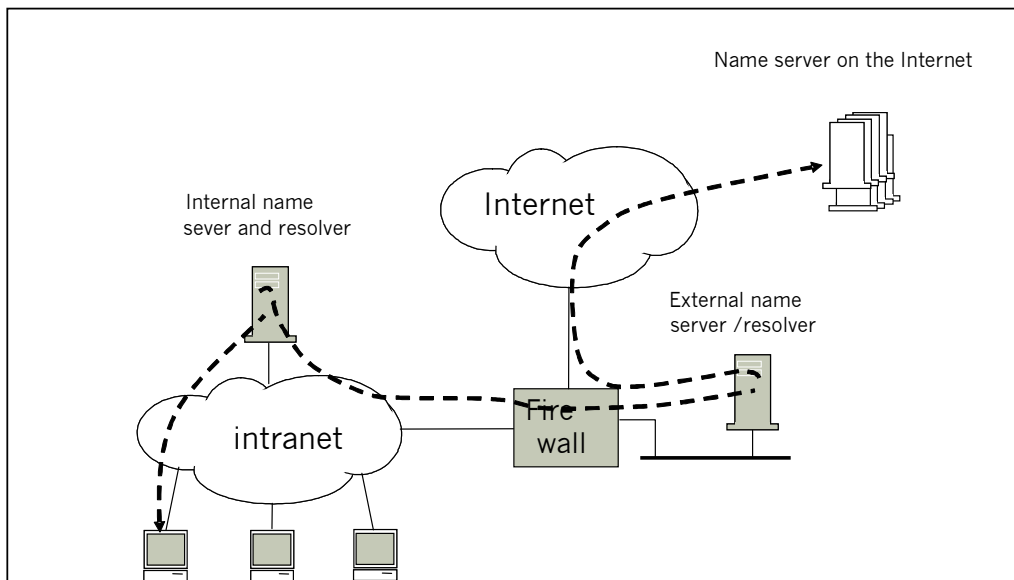 Name server on the Internet
Internet
Internal name
sever and resolver
External name
server /resolver
Fire
wall
intranet